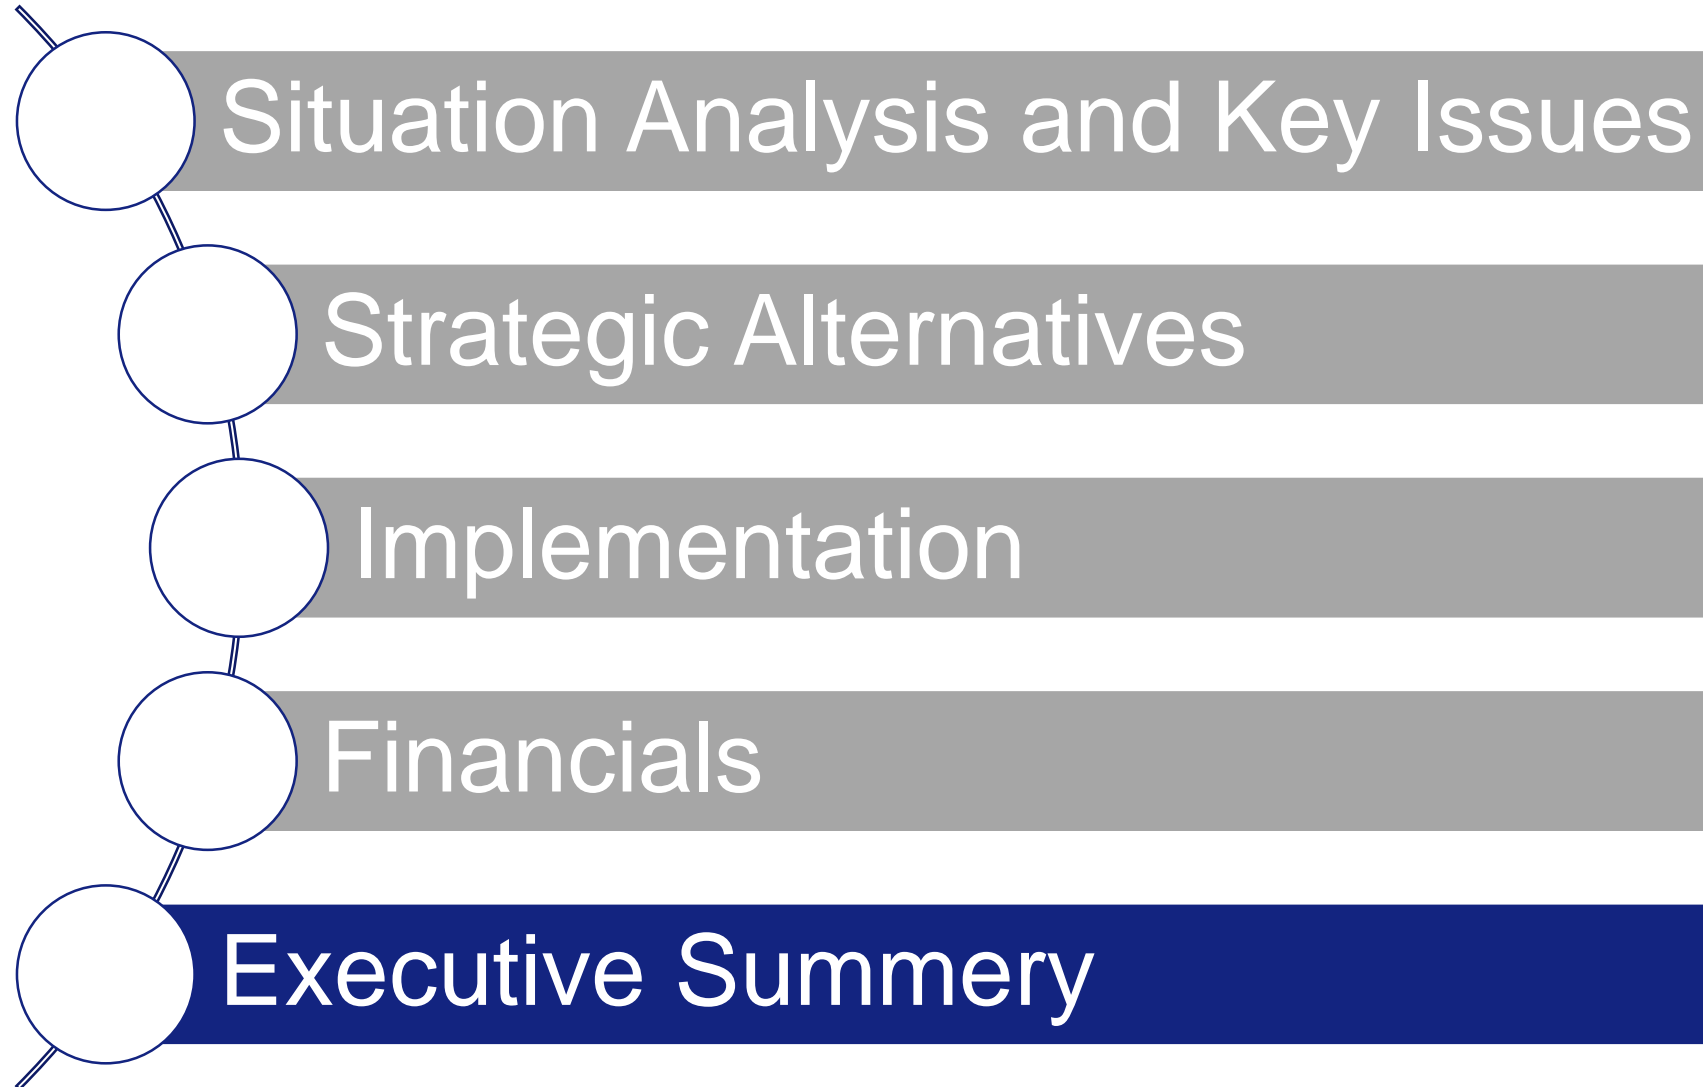 Situation Analysis and Key Issues
Strategic Alternatives
Implementation
Financials
Executive Summery